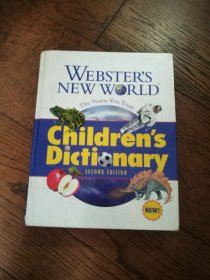 WEBSTER'S
NEW WORLD
The Name You Trust
Children's
Dictionary
SECOND EDITION
NEW!